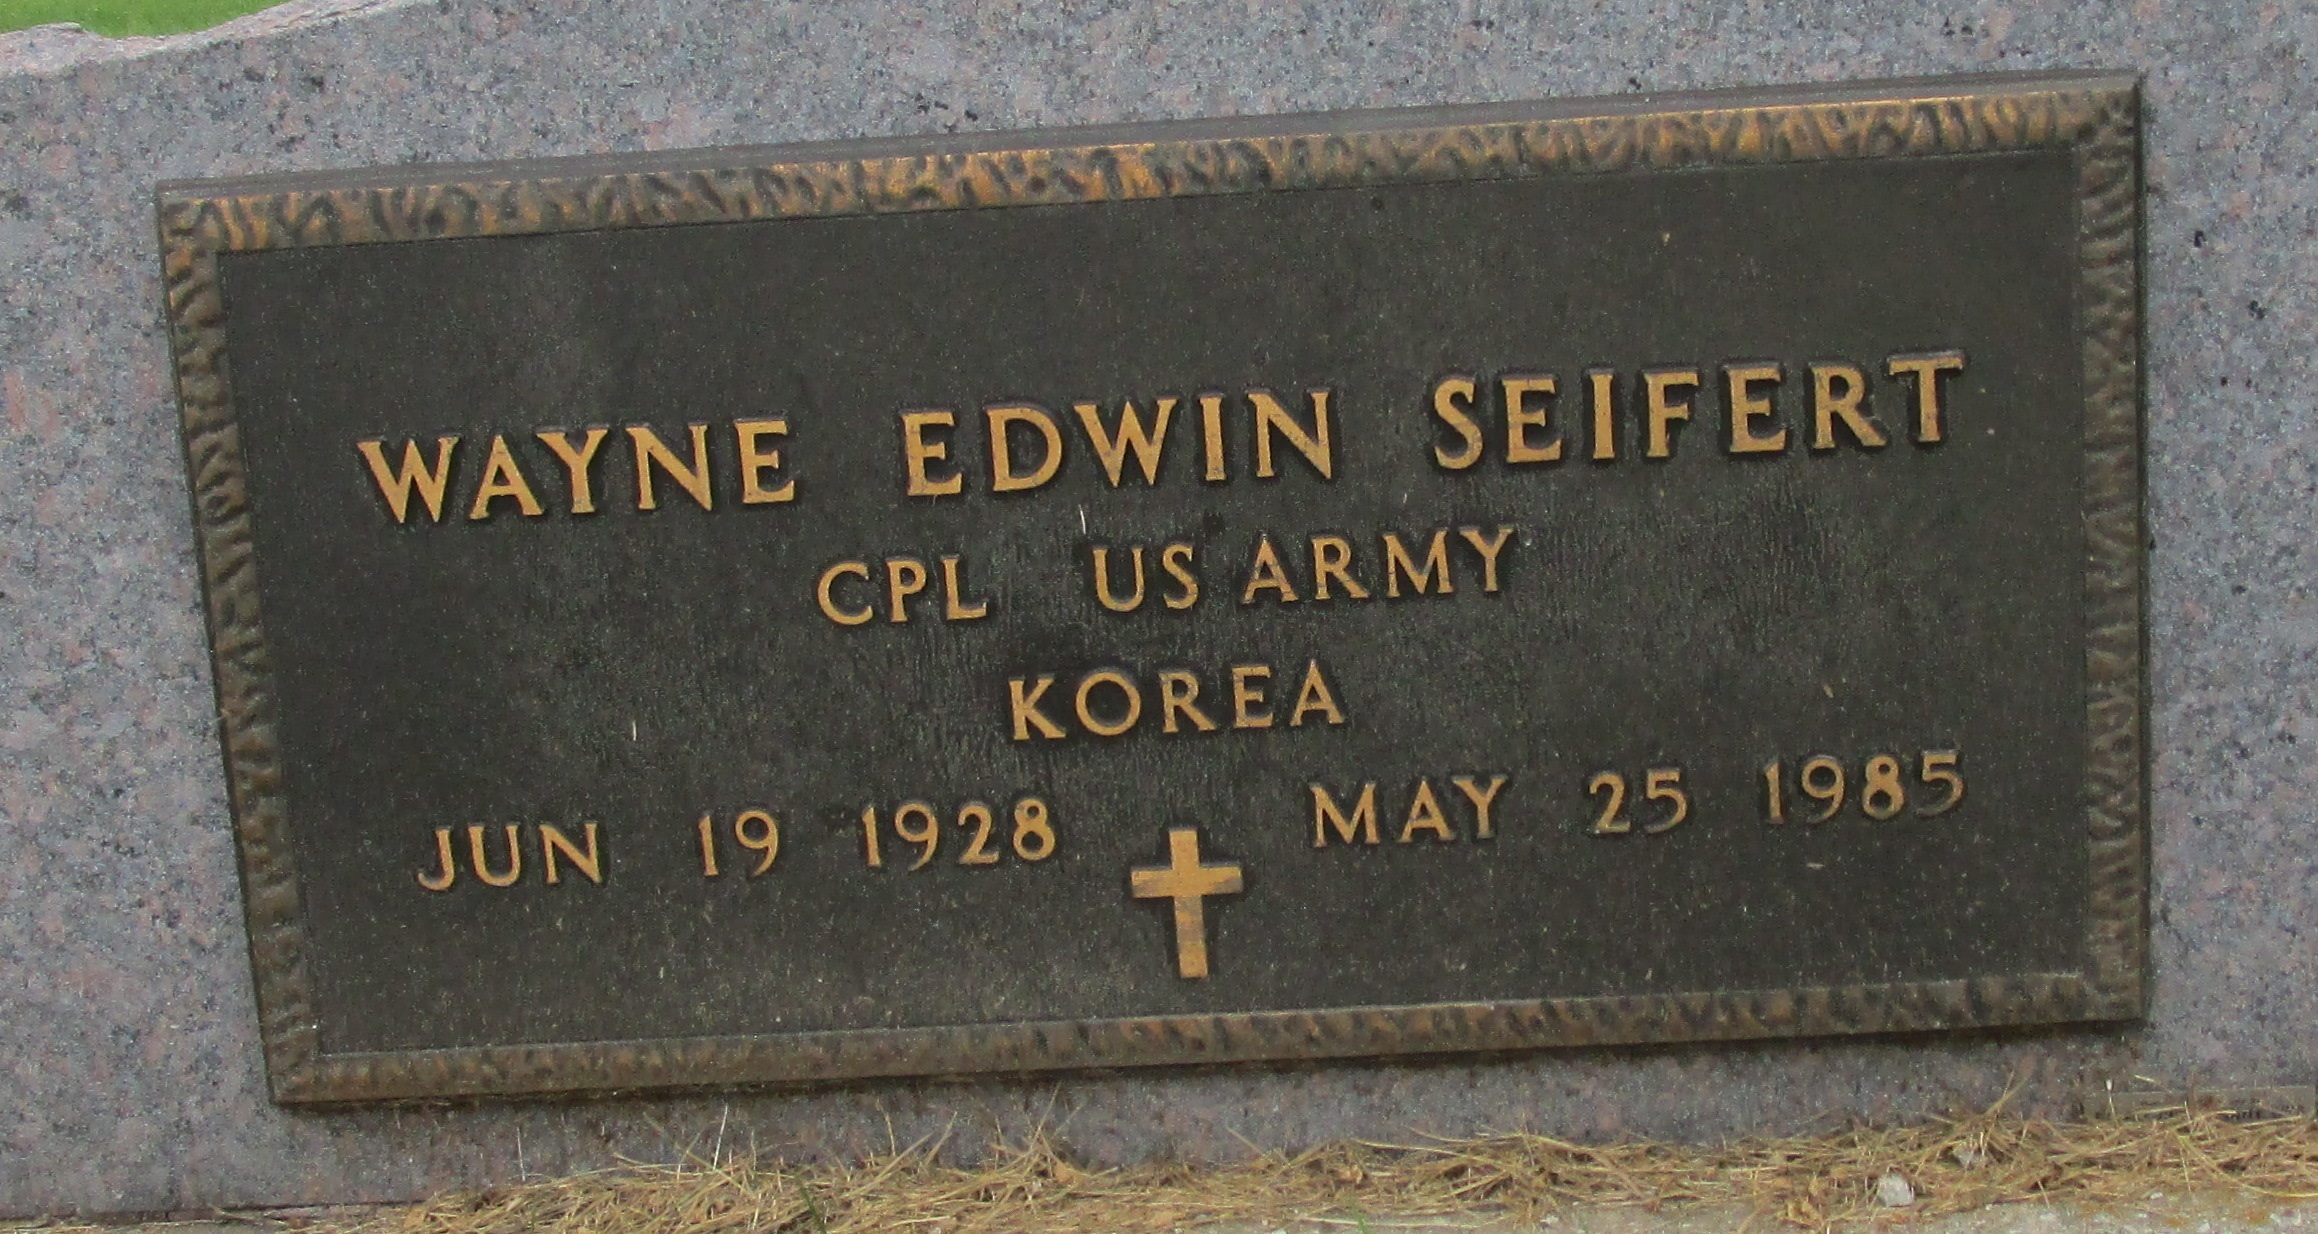 WAYNE EDWIN SEIFERT
CPL US ARMY
KOREA
JUN 19 1928 MAY 25 1985